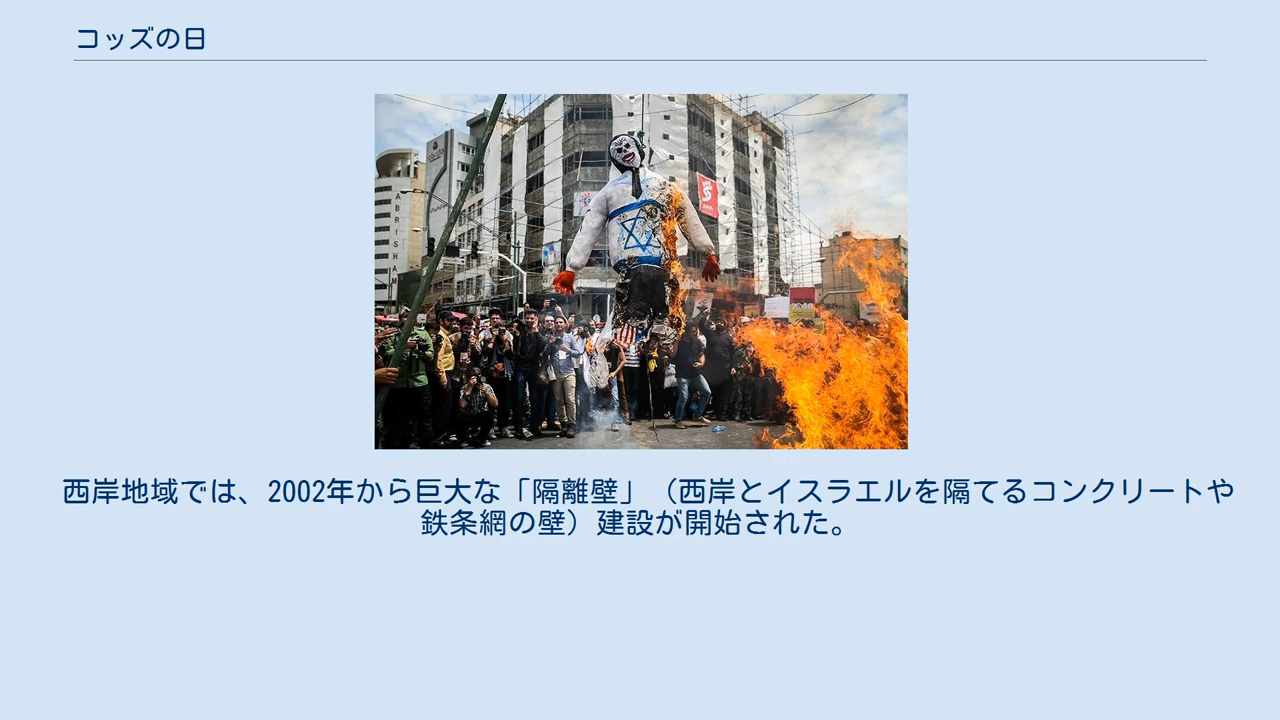 コッズの日
ABRISHAM
西岸地域では、2002年から巨大な「隔離壁」（西岸とイスラエルを隔てるコンクリートや
鉄条網の壁）建設が開始された。